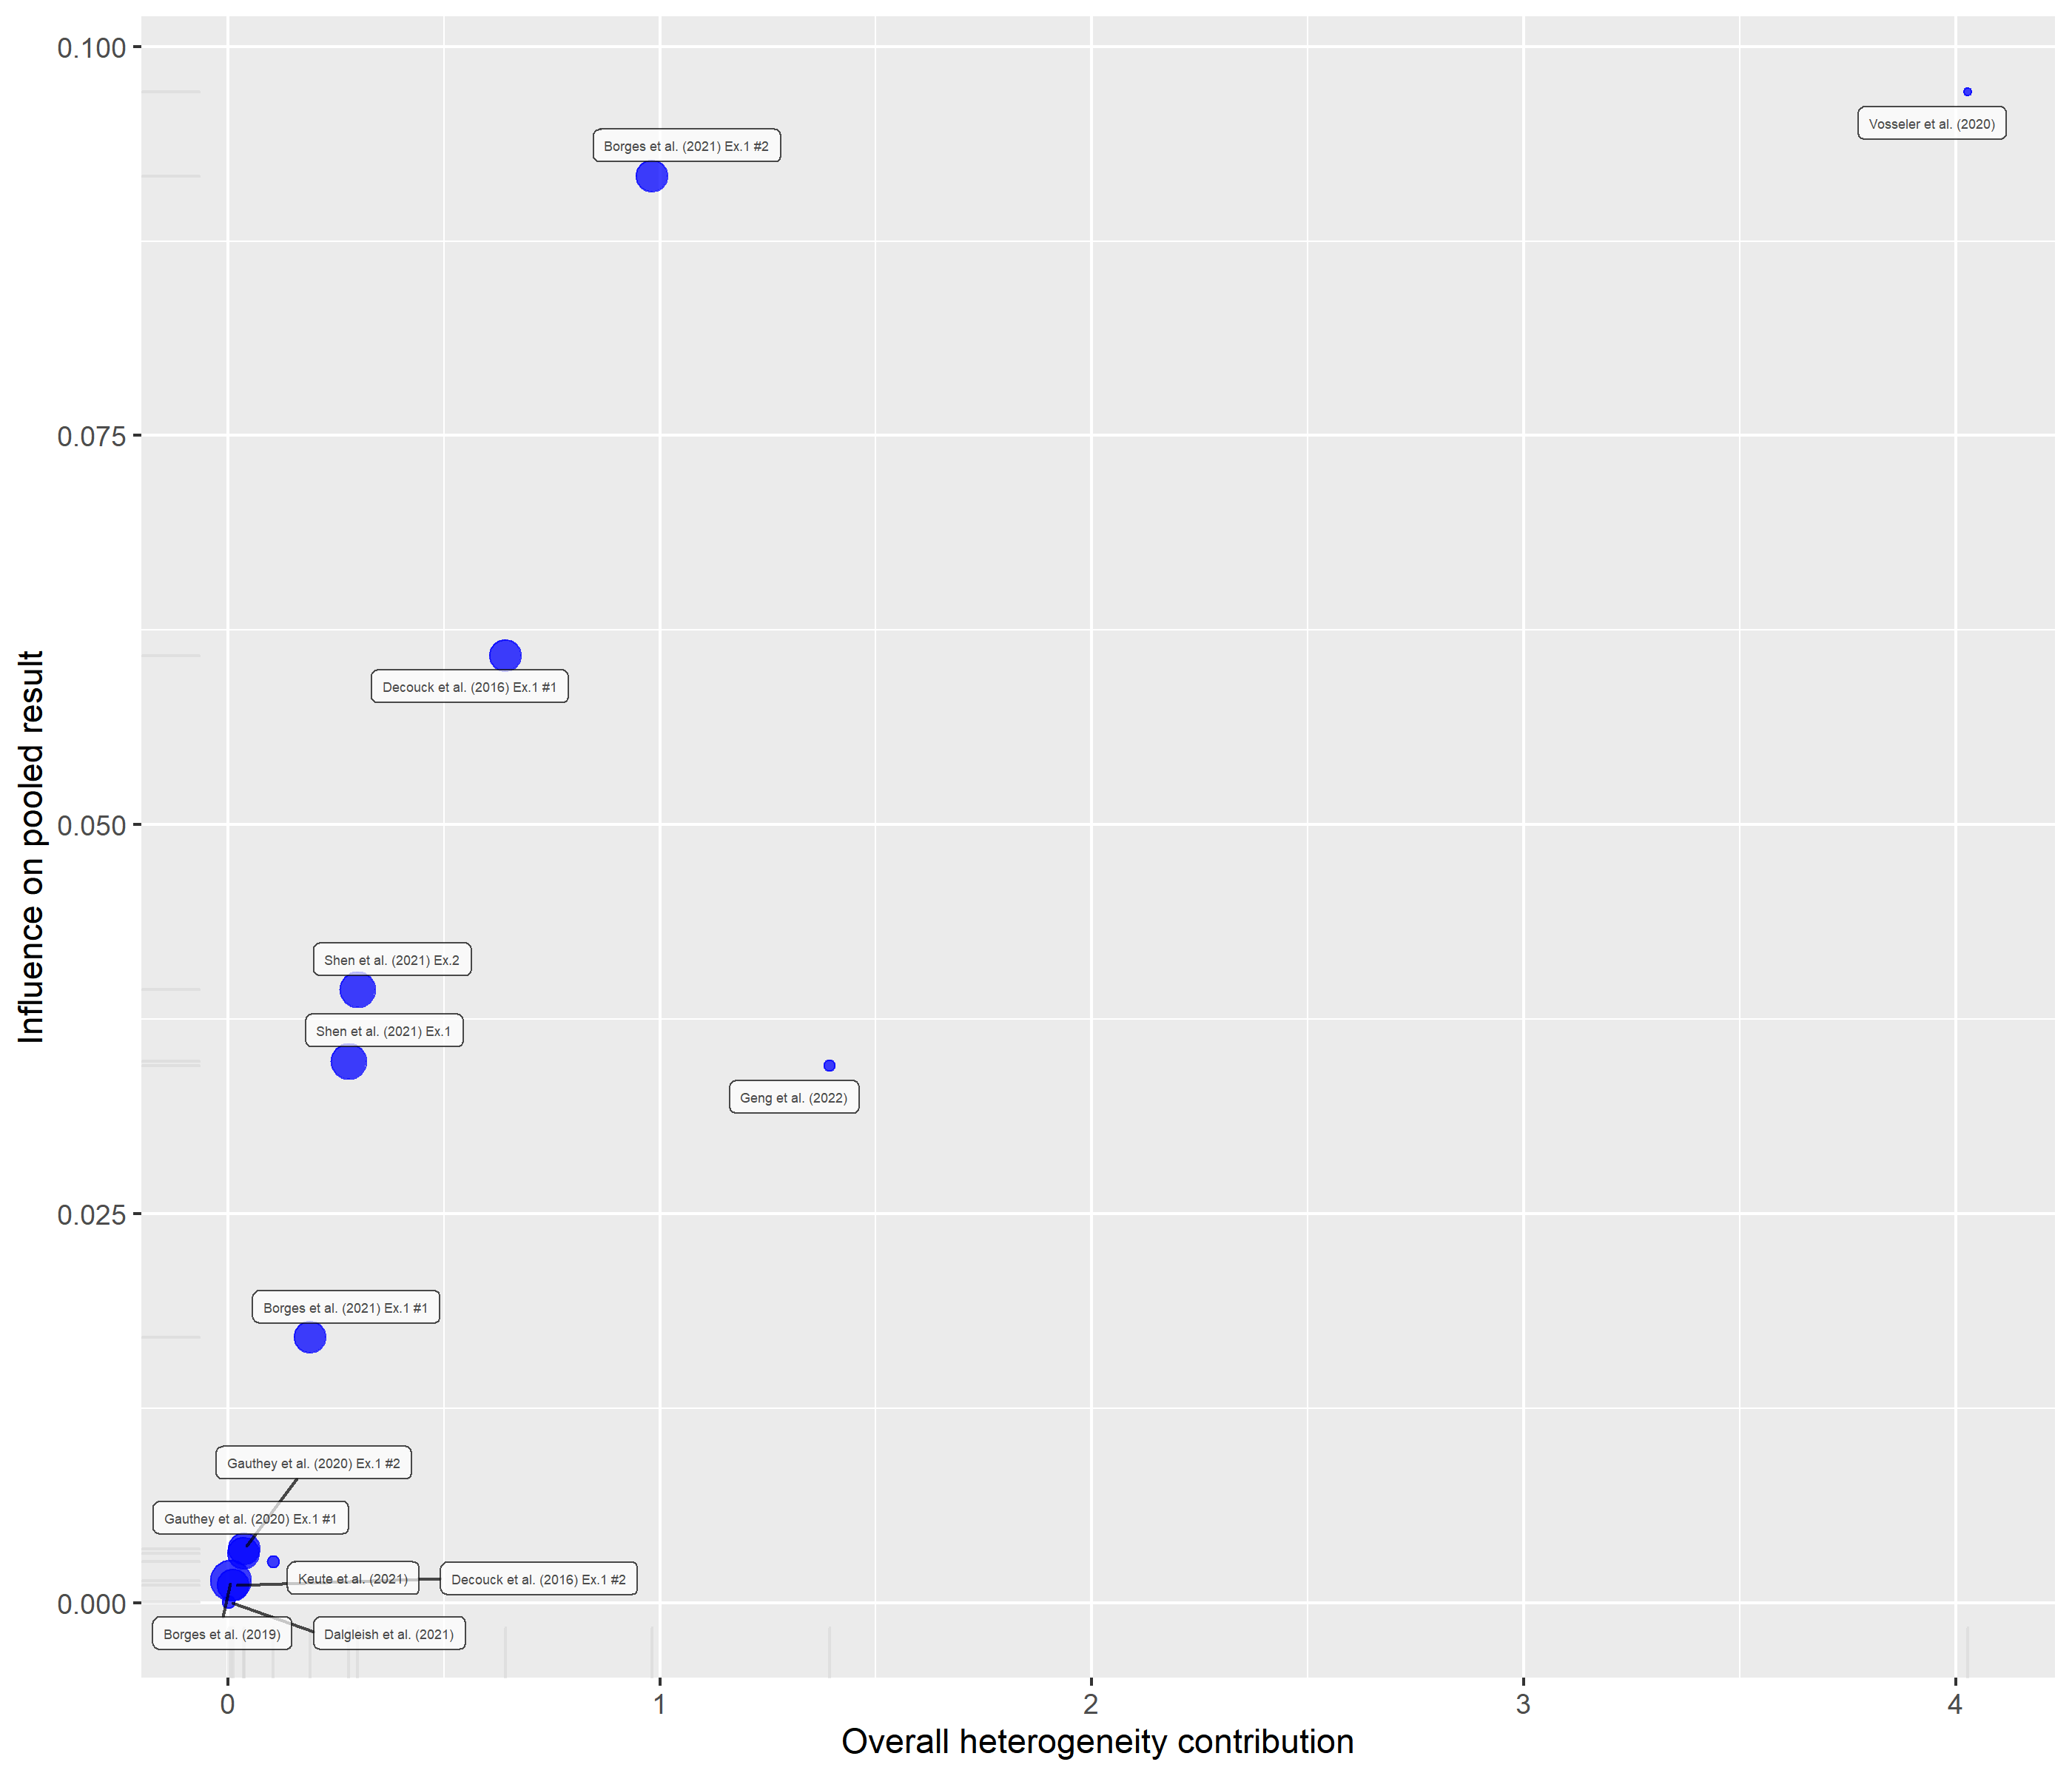 0.100
Vosseler et al. (2020)
Borges et al. (2021) Ex.1 #2
0.075
Decouck et al. (2016) Ex.1 #1
Influence on pooled result
0.050
Shen et al. (2021) Ex.2
Shen et al. (2021) Ex.1
Geng et al. (2022)
0.025
Borges et al. (2021) Ex.1 #1
Gauthey et al. (2020) Ex.1 #2
Gauthey et al. (2020) Ex.1 #1
Keute et al. (2021)
Decouck et al. (2016) Ex.1 #2
0.000
Borges et al. (2019)
Dalgleish et al. (2021)
0 1 2 3 4
Overall heterogeneity contribution